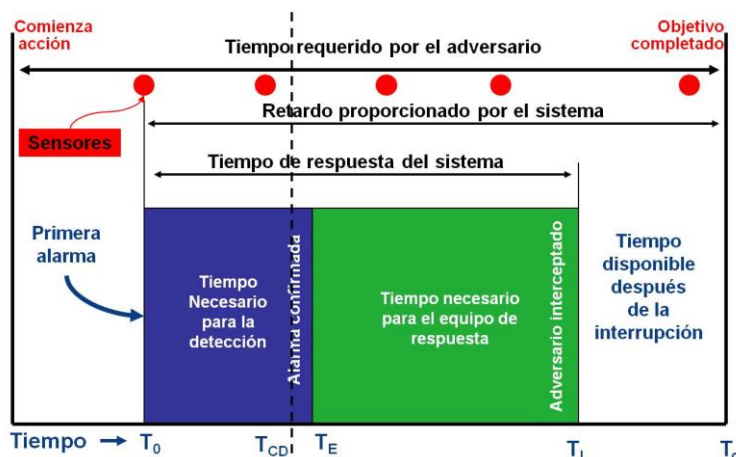 Comienza
acción
Tiempo requerido por el adversario
Objetivo
completado
Retardo proporcionado por el sistema
Sensores
Tiempo de respuesta del sistema
Primera
alarma
Tiempo
Necesario
para la
detección
Alarma confirmada
Tiempo necesario
para el equipo de
respuesta
Adversario interceptado
Tiempo
disponible
después
de la
interrupción
Tiempo T0 TCD TE